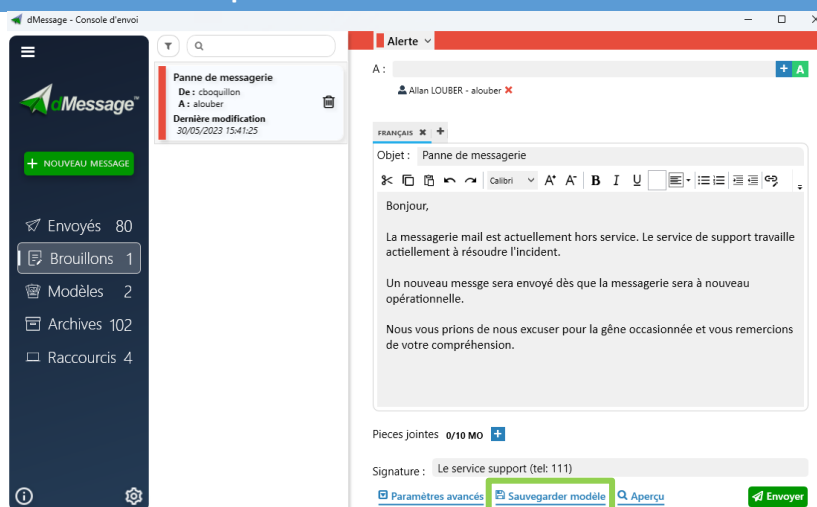 dMessage - Console d'envoi
dMessage™
+ NOUVEAU MESSAGE
Envoyés 80
Brouillons 1
Modèles 2
Archives 102
Raccourcis 4
Panne de messagerie
De : cboquillon
A : alouber
Dernière modification
30/05/2023 15:41:25
Alerte
A :
+ A
Allan LOUBER - alouber
FRANÇAIS
Objet : Panne de messagerie
Calibri A+ A- B I U
Bonjour,
La messagerie mail est actuellement hors service. Le service de support travaille
actiellement à résoudre l'incident.
Un nouveau messge sera envoyé dès que la messagerie sera à nouveau
opérationnelle.
Nous vous prions de nous excuser pour la gêne occasionnée et vous remercions
de votre compréhension.
Pieces jointes 0/10 MO +
Signature : Le service support (tel: 111)
Paramètres avancés Sauvegarder modèle Aperçu Envoyer